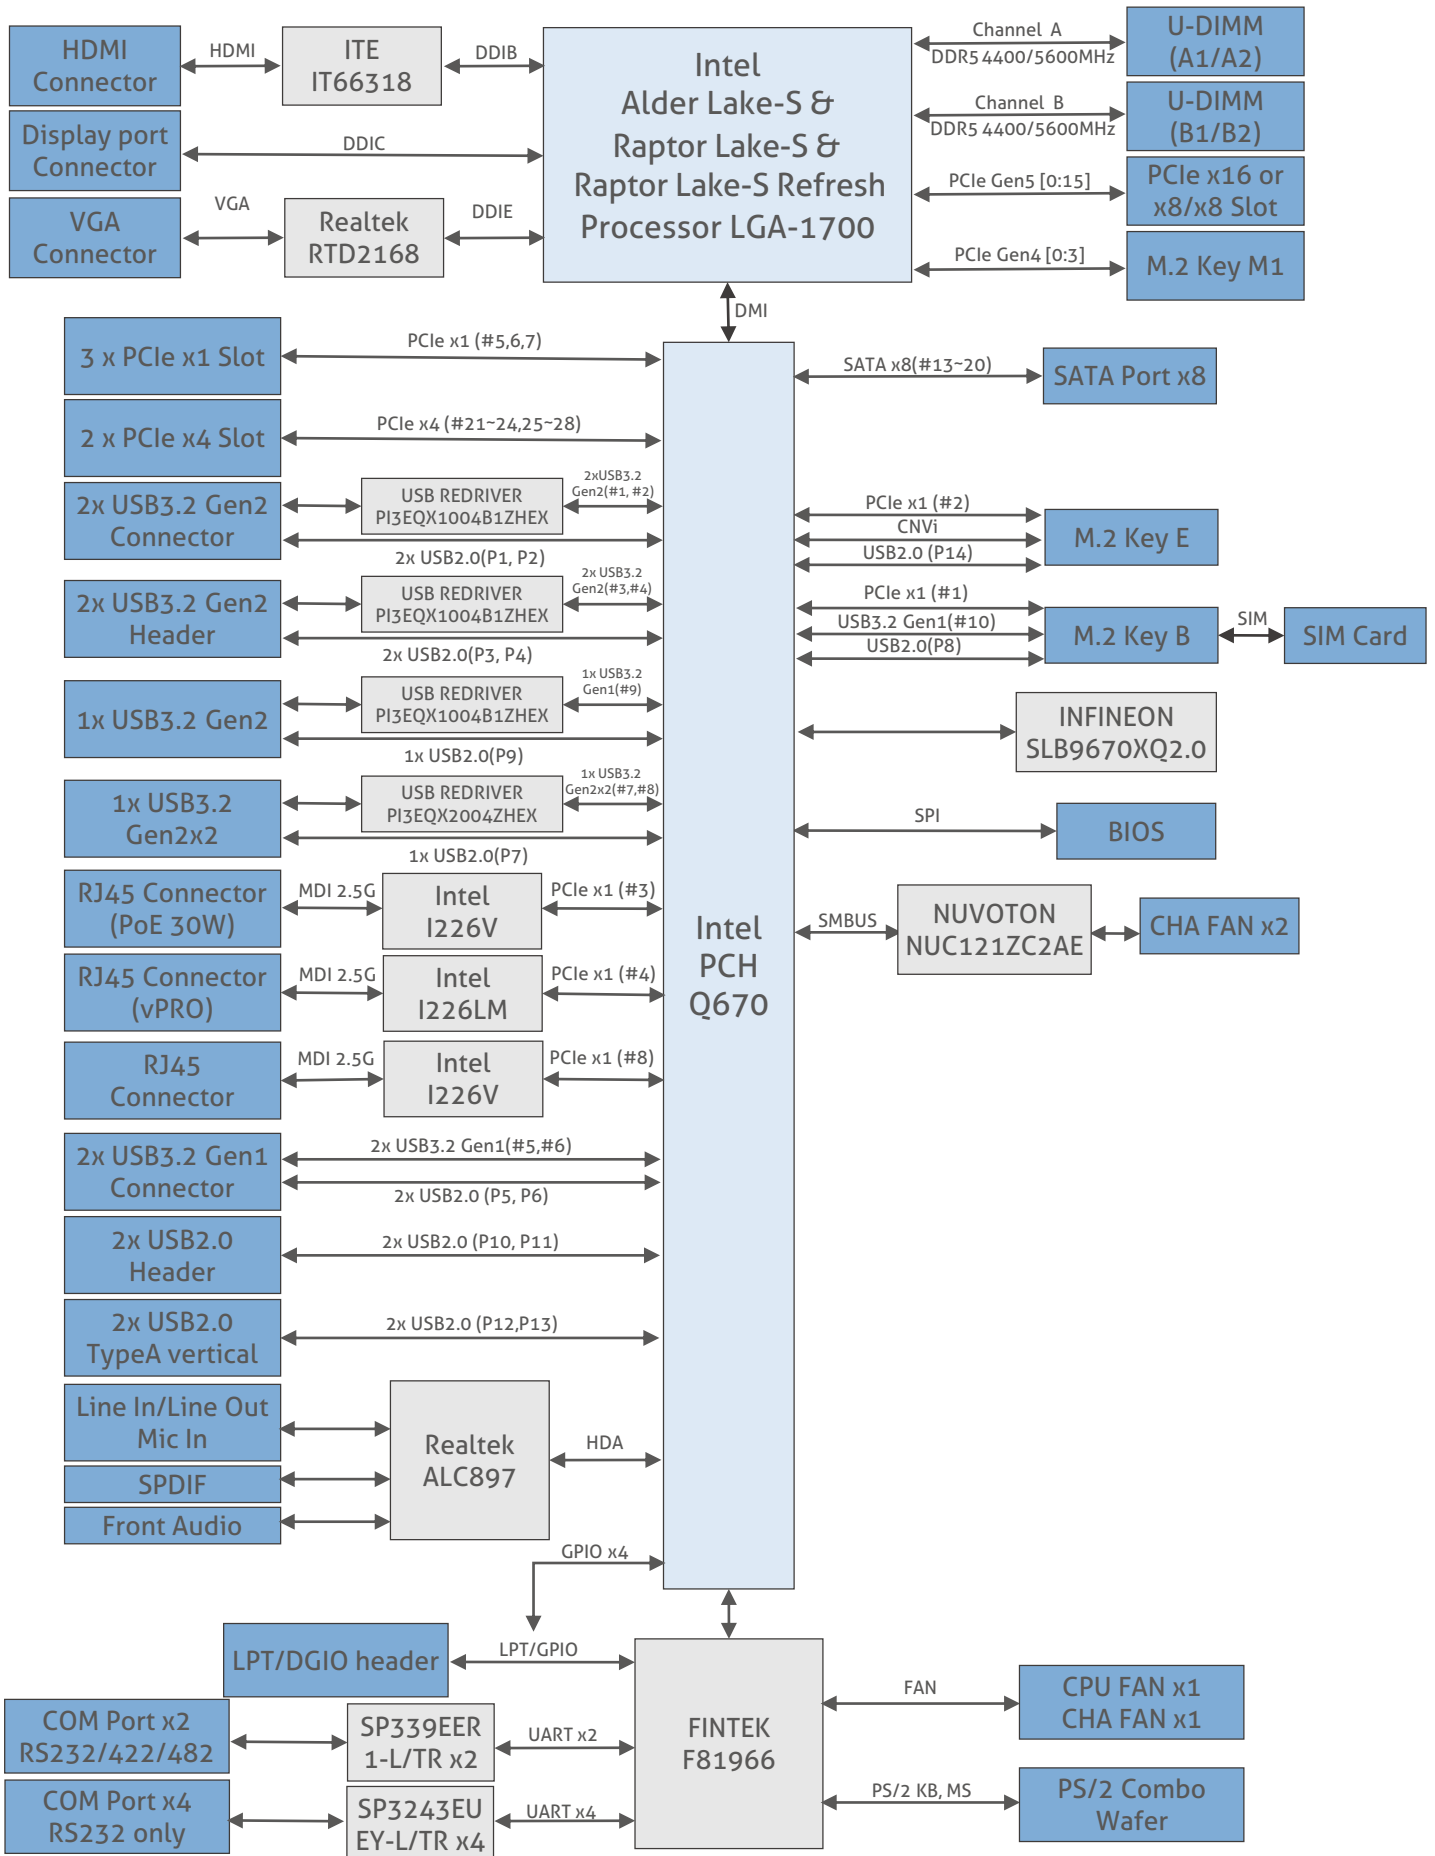 HDMI
Connector
HDMI
ITE
IT66318
DDIB
Display port
Connector
DDIC
VGA
Connector
VGA
Realtek
RTD2168
DDIE
Intel
Alder Lake-S &
Raptor Lake-S &
Raptor Lake-S Refresh
Processor LGA-1700
Channel A
DDR5 4400/5600MHz
U-DIMM
(A1/A2)
Channel B
DDR5 4400/5600MHz
U-DIMM
(B1/B2)
PCIe Gen5 [0:15]
PCIe x16 or
x8/x8 Slot
PCIe Gen4 [0:3]
M.2 Key M1
DMI
3 x PCIe x1 Slot
PCIe x1 (#5,6,7)
2 x PCIe x4 Slot
PCIe x4 (#21~24,25~28)
2x USB3.2 Gen2
Connector
USB REDRIVER
PI3EQX1004B1ZHEX
2xUSB3.2
Gen2(#1, #2)
2x USB2.0(P1, P2)
2x USB3.2 Gen2
Header
USB REDRIVER
PI3EQX1004B1ZHEX
2x USB3.2
Gen2(#3,#4)
2x USB2.0(P3, P4)
1x USB3.2 Gen2
USB REDRIVER
PI3EQX1004B1ZHEX
1x USB3.2
Gen1(#9)
1x USB2.0(P9)
1x USB3.2
Gen2x2
USB REDRIVER
PI3EQX2004ZHEX
1x USB3.2
Gen2x2(#7,#8)
1x USB2.0(P7)
RJ45 Connector
(PoE 30W)
MDI 2.5G
Intel
I226V
PCIe x1 (#3)
RJ45 Connector
(vPRO)
MDI 2.5G
Intel
I226LM
PCIe x1 (#4)
RJ45
Connector
MDI 2.5G
Intel
I226V
PCIe x1 (#8)
2x USB3.2 Gen1
Connector
2x USB3.2 Gen1(#5,#6)
2x USB2.0 (P5, P6)
2x USB2.0
Header
2x USB2.0 (P10, P11)
2x USB2.0
TypeA vertical
2x USB2.0 (P12,P13)
Line In/Line Out
Mic In
SPDIF
Front Audio
Realtek
ALC897
HDA
GPIO x4
Intel
PCH
Q670
SATA x8(#13~20)
SATA Port x8
PCIe x1 (#2)
CNVi
USB2.0 (P14)
M.2 Key E
PCIe x1 (#1)
USB3.2 Gen1(#10)
USB2.0(P8)
M.2 Key B
SIM
SIM Card
INFINEON
SLB9670XQ2.0
SPI
BIOS
SMBUS
NUVOTON
NUC121ZC2AE
CHA FAN x2
LPT/DGIO header
LPT/GPIO
COM Port x2
RS232/422/482
SP339EER
1-L/TR x2
UART x2
COM Port x4
RS232 only
SP3243EU
EY-L/TR x4
UART x4
FINTEK
F81966
FAN
CPU FAN x1
CHA FAN x1
PS/2 KB, MS
PS/2 Combo
Wafer